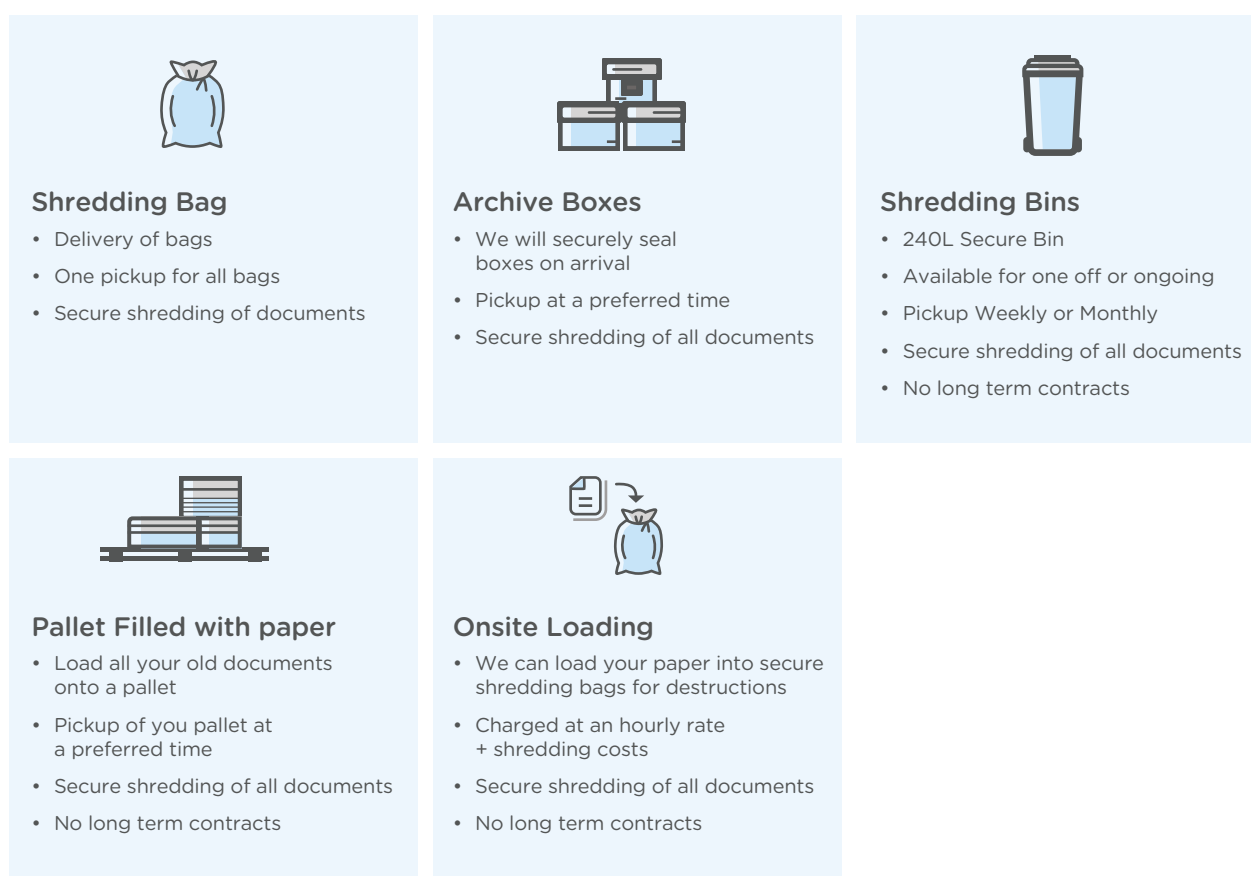 Shredding Bag
• Delivery of bags
• One pickup for all bags
• Secure shredding of documents
Archive Boxes
• We will securely seal
boxes on arrival
• Pickup at a preferred time
• Secure shredding of all documents
Shredding Bins
• 240L Secure Bin
• Available for one off or ongoing
• Pickup Weekly or Monthly
• Secure shredding of all documents
• No long term contracts
Pallet Filled with paper
• Load all your old documents
onto a pallet
• Pickup of you pallet at
a preferred time
• Secure shredding of all documents
• No long term contracts
Onsite Loading
• We can load your paper into secure
shredding bags for destructions
• Charged at an hourly rate
+ shredding costs
• Secure shredding of all documents
• No long term contracts